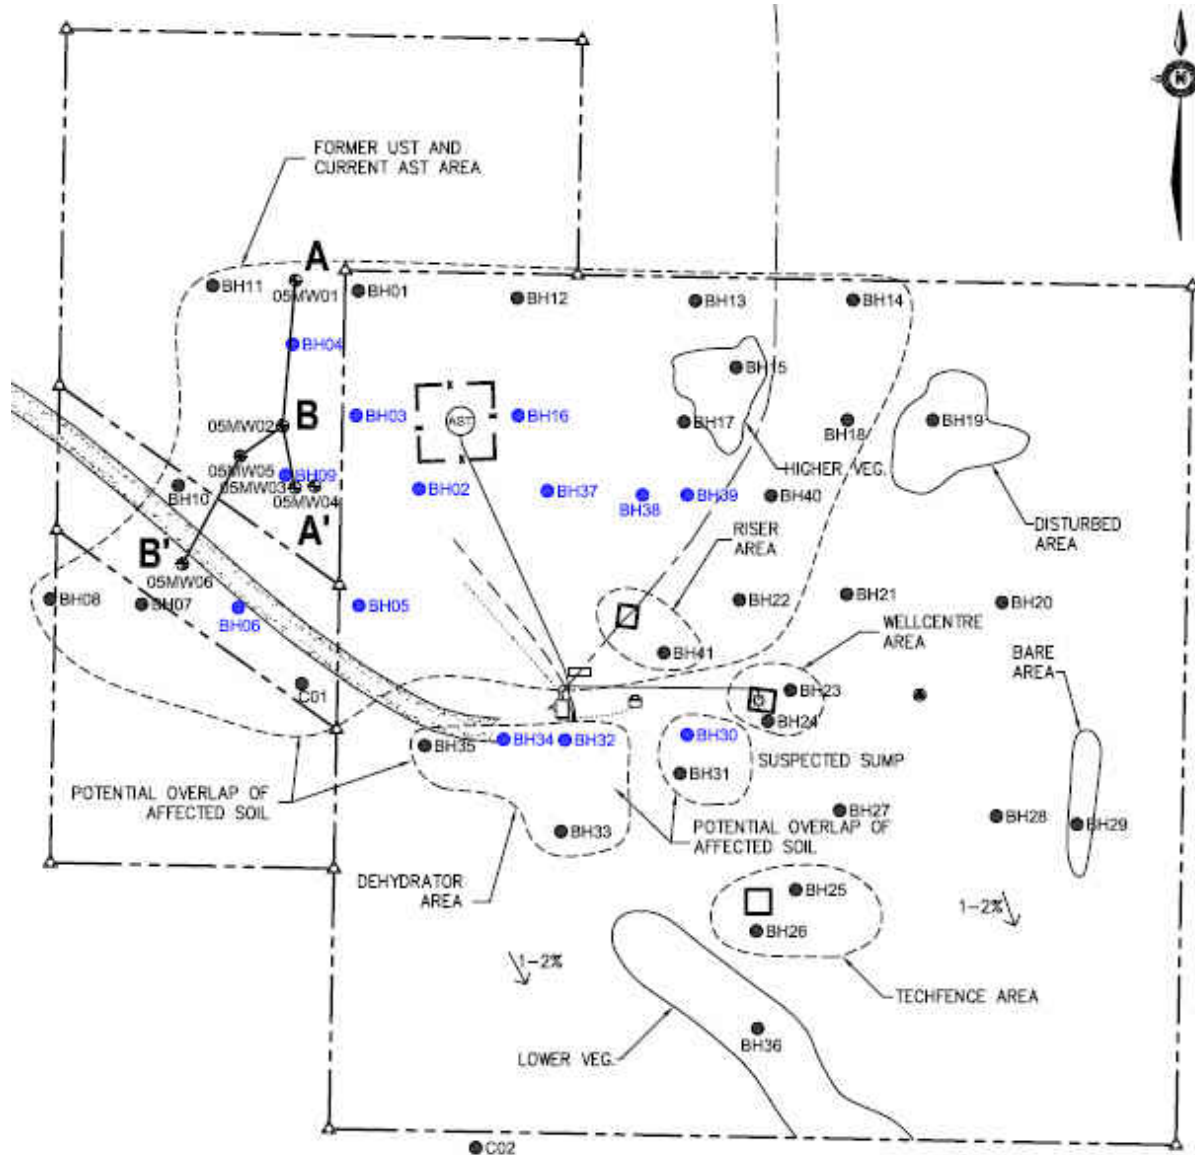 N
FORMER UST AND
CURRENT AST AREA
A
BH11
05MW01
BH01
BH12
BH13
BH14
BH04
BH15
05MW02
B
BH03
AST
BH16
BH17
BH18
BH19
HIGHER VEG.
05MW05
BH09
BH10
05MW03
05MW04
A'
BH02
BH37
BH38
BH39
BH40
RISER
AREA
DISTURBED
AREA
B'
05MW06
BH08
BH07
BH06
BH05
BH22
BH21
BH20
WELLCENTRE
AREA
BARE
AREA
BH41
C01
BH23
BH24
BH35
BH34
BH32
BH30
BH31
SUSPECTED SUMP
POTENTIAL OVERLAP OF
AFFECTED SOIL
BH33
POTENTIAL OVERLAP OF
AFFECTED SOIL
BH27
BH28
BH29
DEHYDRATOR
AREA
BH25
BH26
1-2%
1-2%
TECHFENCE AREA
LOWER VEG.
BH36
C02